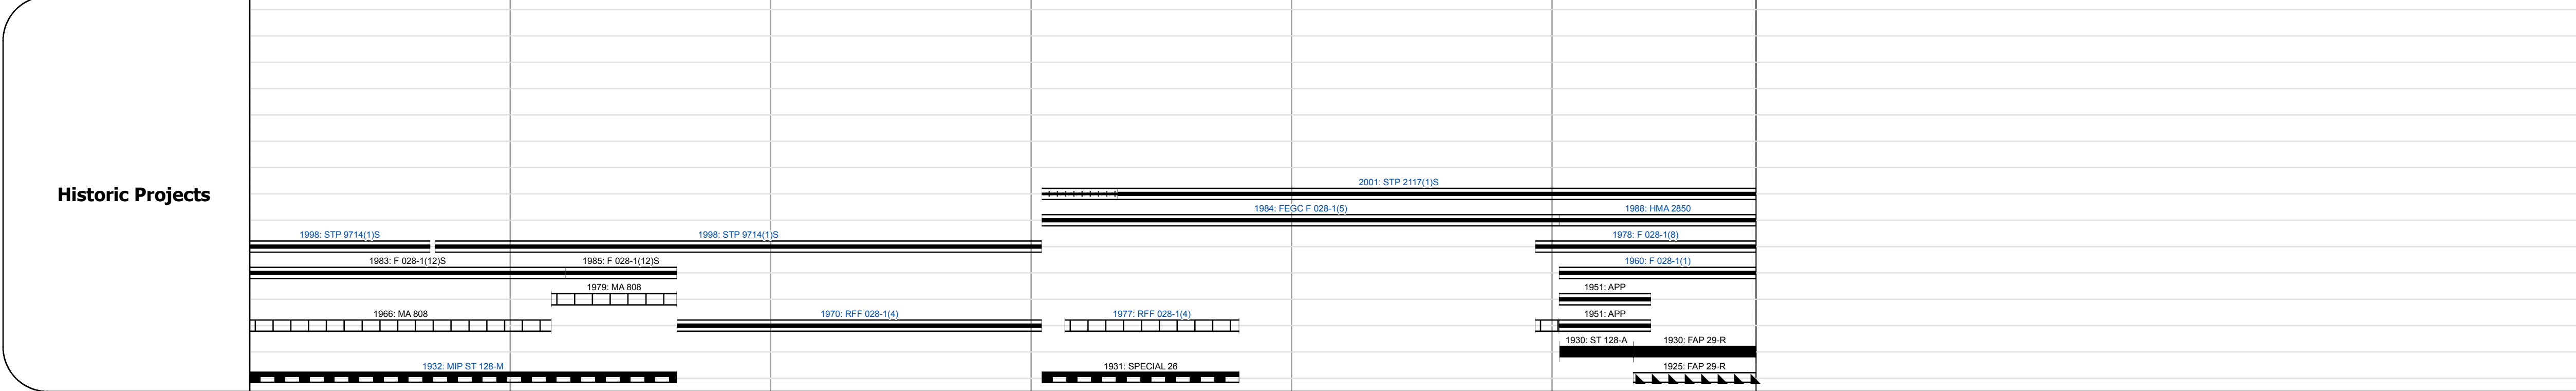 Historic Projects
2001: STP 2117(1)S
1984: FEGC F 028-1(5)
1988: HMA 2850
1998: STP 9714(1)S
1998: STP 9714(1)S
1978: F 028-1(8)
1983: F 028-1(12)S
1985: F 028-1(12)S
1960: F 028-1(1)
1979: MA 808
1951: APP
1966: MA 808
1970: RFF 028-1(4)
1977: RFF 028-1(4)
1951: APP
1930: ST 128-A
1930: FAP 29-R
1932: MIP ST 128-M
1931: SPECIAL 26
1925: FAP 29-R